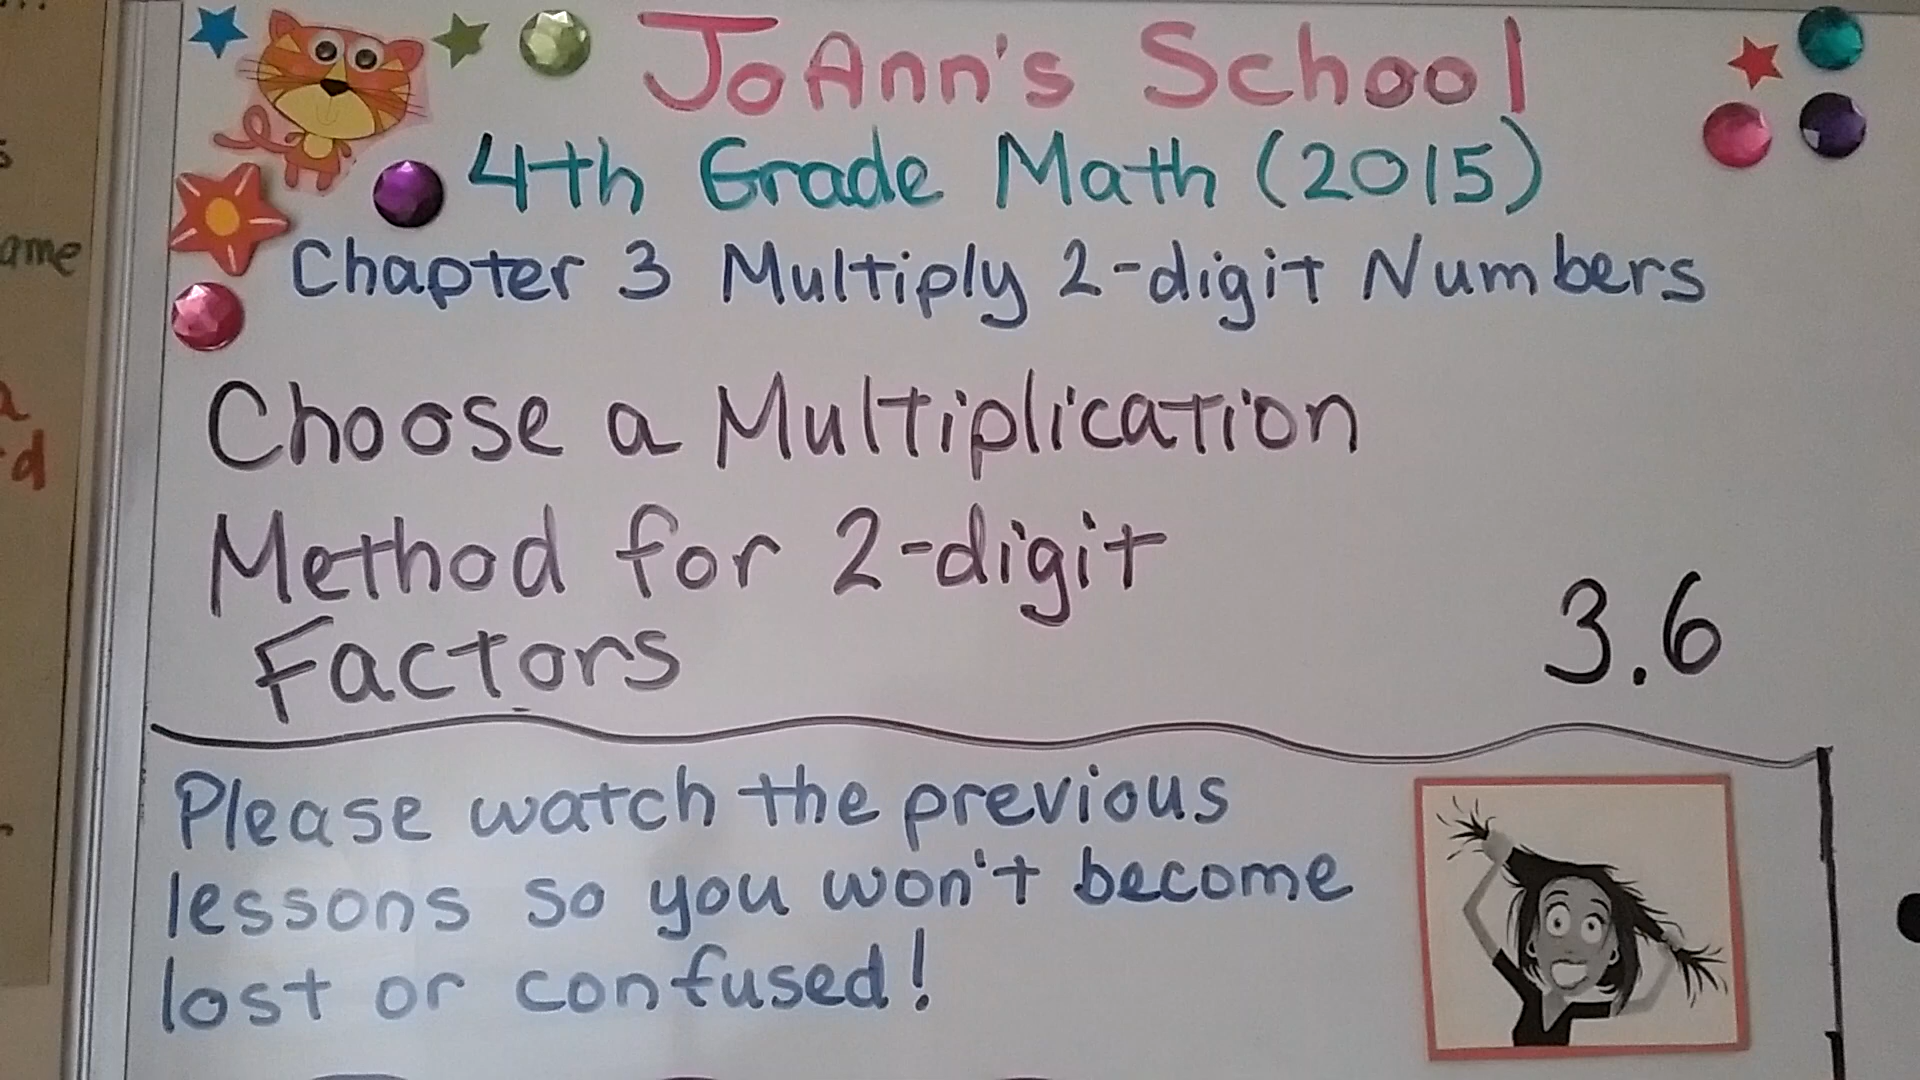 JoAnn's School
4th Grade Math (2015)
Chapter 3 Multiply 2-digit Numbers
Choose a Multiplication
Method for 2-digit
Factors
3.6
Please watch the previous
lessons so you won't become
lost or confused!
ame
d